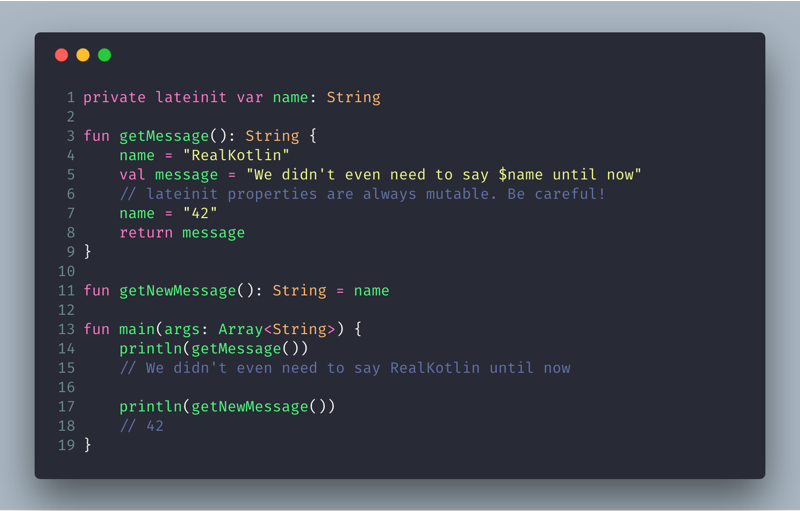 1 private lateinit var name: String
2
3 fun getMessage(): String {
4     name = "RealKotlin"
5     val message = "We didn't even need to say $name until now"
6     // lateinit properties are always mutable. Be careful!
7     name = "42"
8     return message
9 }
10
11 fun getNewMessage(): String = name
12
13 fun main(args: Array<String>) {
14     println(getMessage())
15     // We didn't even need to say RealKotlin until now
16
17     println(getNewMessage())
18     // 42
19 }